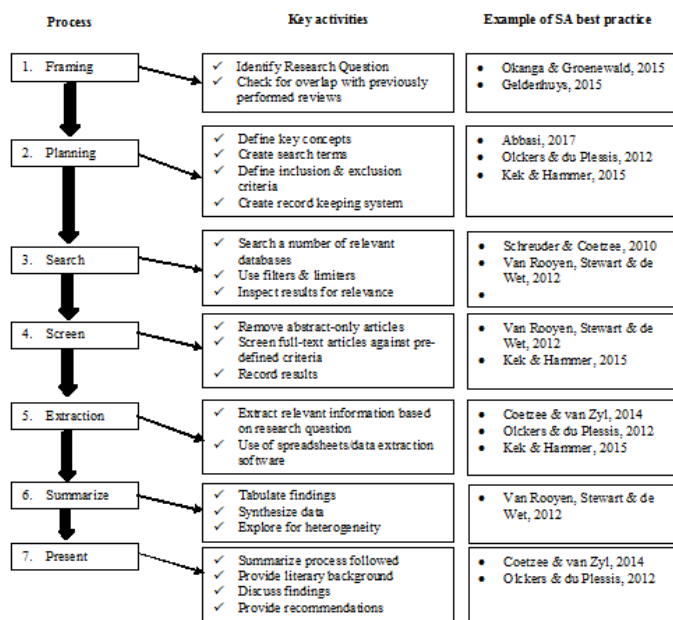 Process
Key activities
Example of SA best practice
1. Framing
✓ Identify Research Question
✓ Check for overlap with previously
performed reviews
• Okanga & Groenewald, 2015
• Geldenhuys, 2015
2. Planning
✓ Define key concepts
✓ Create search terms
✓ Define inclusion & exclusion
criteria
✓ Create record keeping system
• Abbasi, 2017
• Olckers & du Plessis, 2012
• Kek & Hammer, 2015
3. Search
✓ Search a number of relevant
databases
✓ Use filters & limiters
✓ Inspect results for relevance
• Schreuder & Coetzee, 2010
• Van Rooyen, Stewart & de
Wet, 2012
•
4. Screen
✓ Remove abstract-only articles
✓ Screen full-text articles against pre-
defined criteria
✓ Record results
• Van Rooyen, Stewart & de
Wet, 2012
• Kek & Hammer, 2015
5. Extraction
✓ Extract relevant information based
on research question
✓ Use of spreadsheets/data extraction
software
• Coetzee & van Zyl, 2014
• Olckers & du Plessis, 2012
• Kek & Hammer, 2015
6. Summarize
✓ Tabulate findings
✓ Synthesize data
✓ Explore for heterogeneity
• Van Rooyen, Stewart & de
Wet, 2012
7. Present
✓ Summarize process followed
✓ Provide literary background
✓ Discuss findings
✓ Provide recommendations
• Coetzee & van Zyl, 2014
• Olckers & du Plessis, 2012